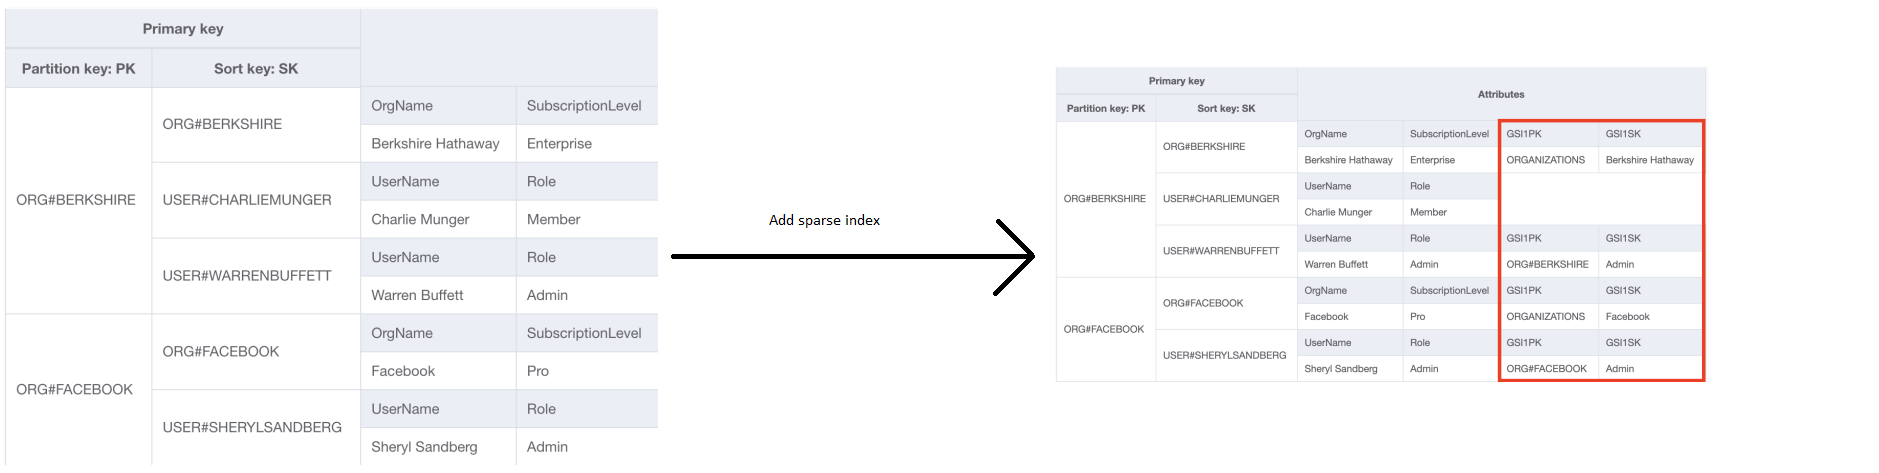 Primary key
Partition key: PK Sort key: SK
ORG#BERKSHIRE
ORG#BERKSHIRE
OrgName SubscriptionLevel
Berkshire Hathaway Enterprise
USER#CHARLIEMUNGER
UserName Role
Charlie Munger Member
USER#WARRENBUFFETT
UserName Role
Warren Buffett Admin
ORG#FACEBOOK
ORG#FACEBOOK
OrgName SubscriptionLevel
Facebook Pro
USER#SHERYLSANDBERG
UserName Role
Sheryl Sandberg Admin
Add sparse index
Primary key Attributes
Partition key: PK Sort key: SK
ORG#BERKSHIRE
ORG#BERKSHIRE
OrgName SubscriptionLevel GSI1PK GSI1SK
Berkshire Hathaway Enterprise ORGANIZATIONS Berkshire Hathaway
USER#CHARLIEMUNGER
UserName Role
Charlie Munger Member
USER#WARRENBUFFETT
UserName Role GSI1PK GSI1SK
Warren Buffett Admin ORG#BERKSHIRE Admin
ORG#FACEBOOK
ORG#FACEBOOK
OrgName SubscriptionLevel GSI1PK GSI1SK
Facebook Pro ORGANIZATIONS Facebook
USER#SHERYLSANDBERG
UserName Role GSI1PK GSI1SK
Sheryl Sandberg Admin ORG#FACEBOOK Admin